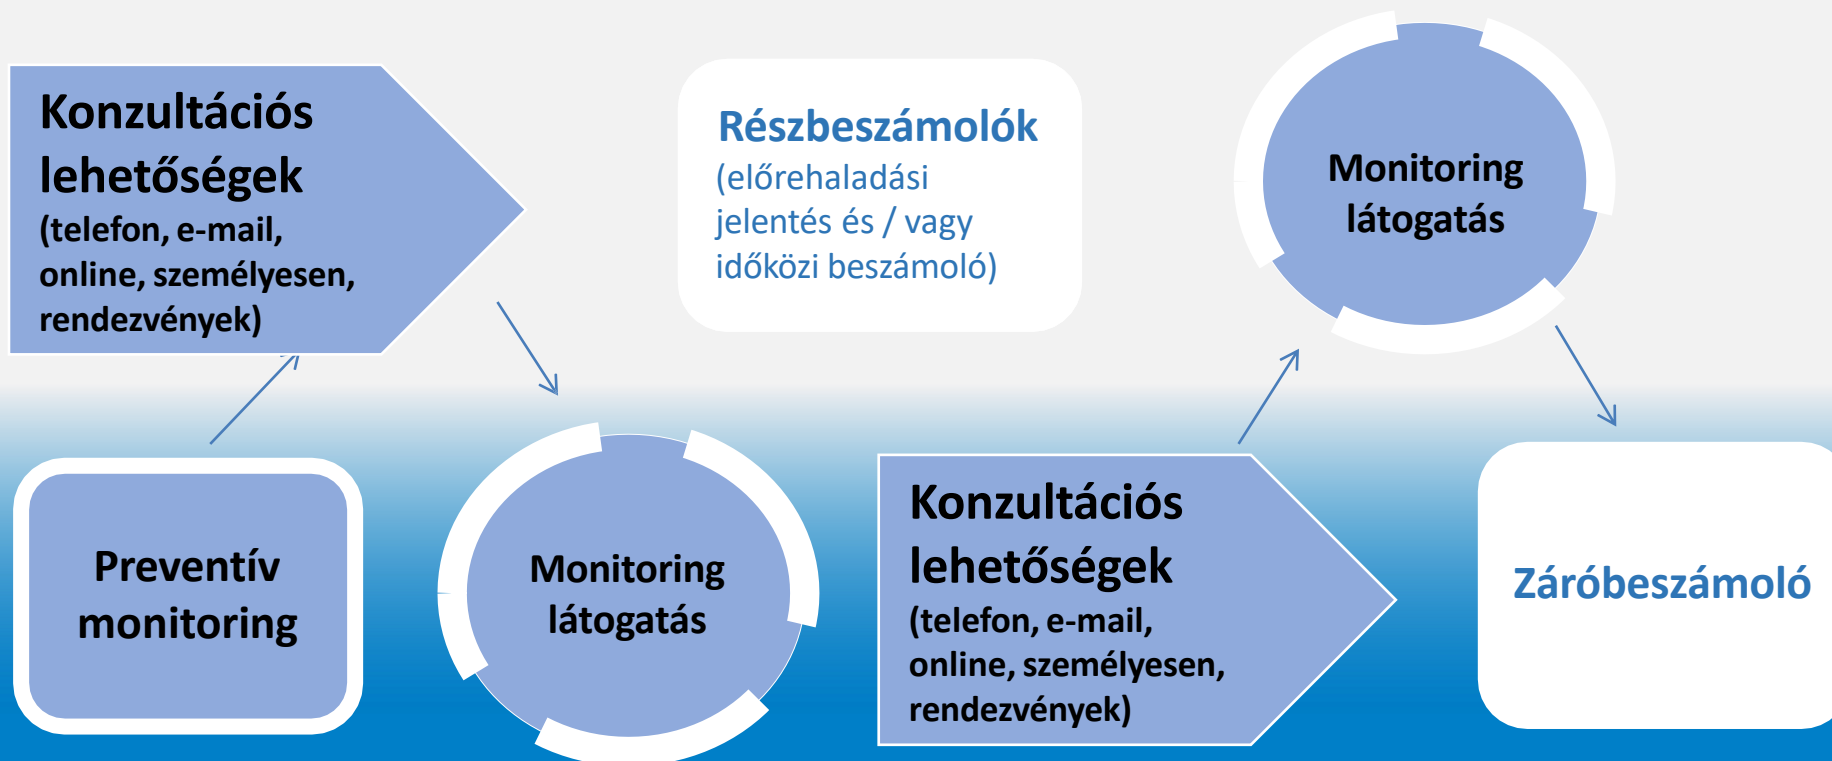 Konzultációs
lehetőségek
(telefon, e-mail,
online, személyesen,
rendezvények)
Részbeszámolók
(előrehaladási
jelentés és / vagy
időközi beszámoló)
Monitoring
látogatás
Preventív
monitoring
Monitoring
látogatás
Konzultációs
lehetőségek
(telefon, e-mail,
online, személyesen,
rendezvények)
Záróbeszámoló